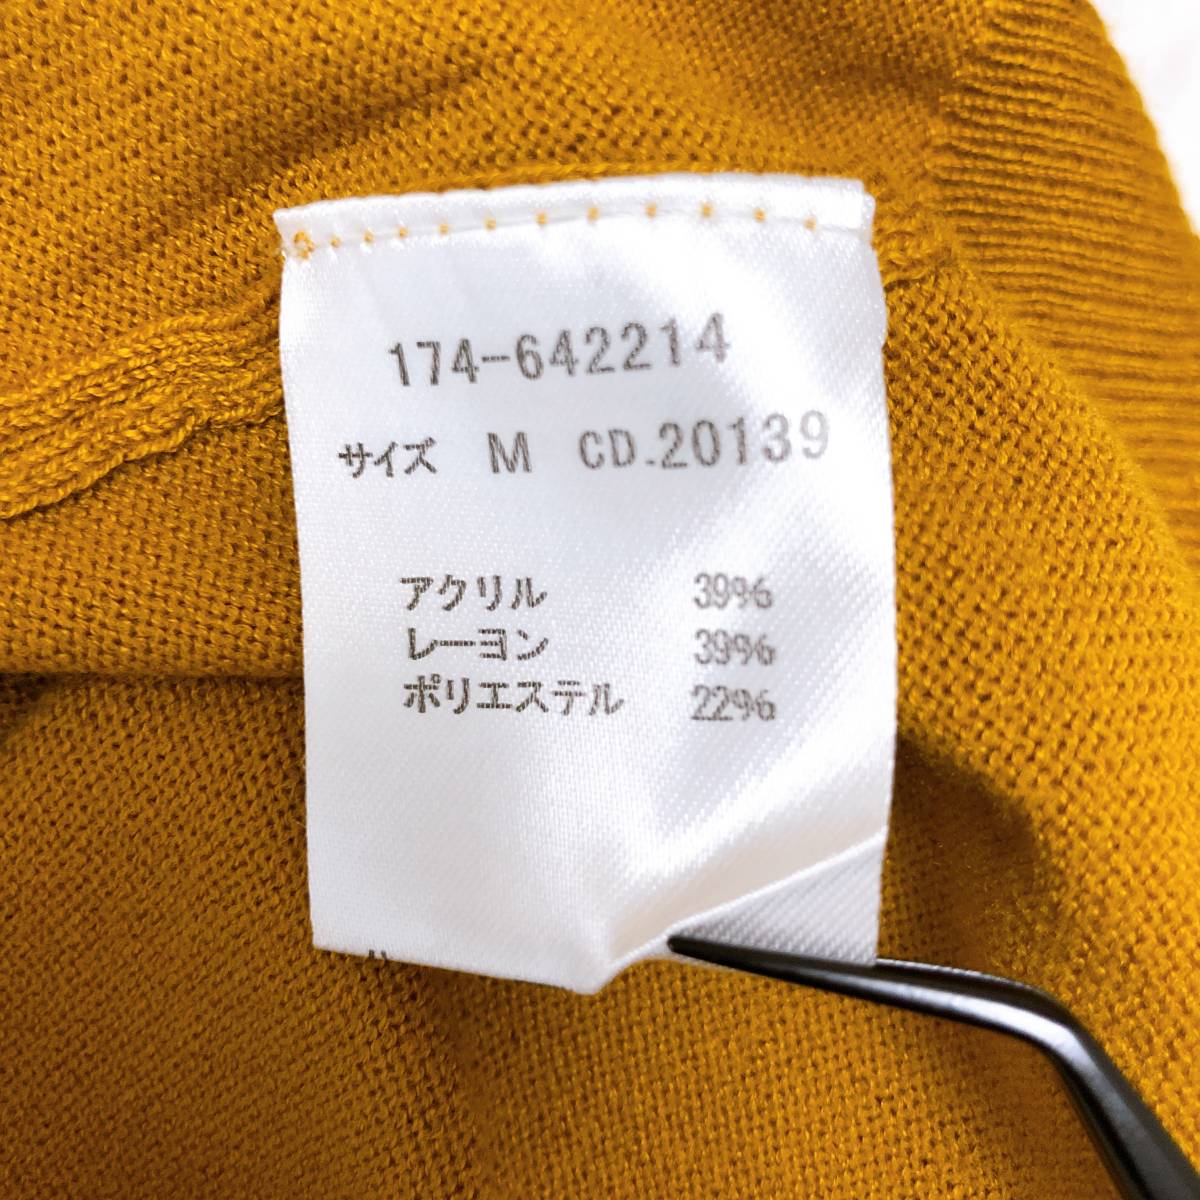 174-642214
サイズ M CD.20139
アクリル 39%
レーヨン 39%
ポリエステル 22%